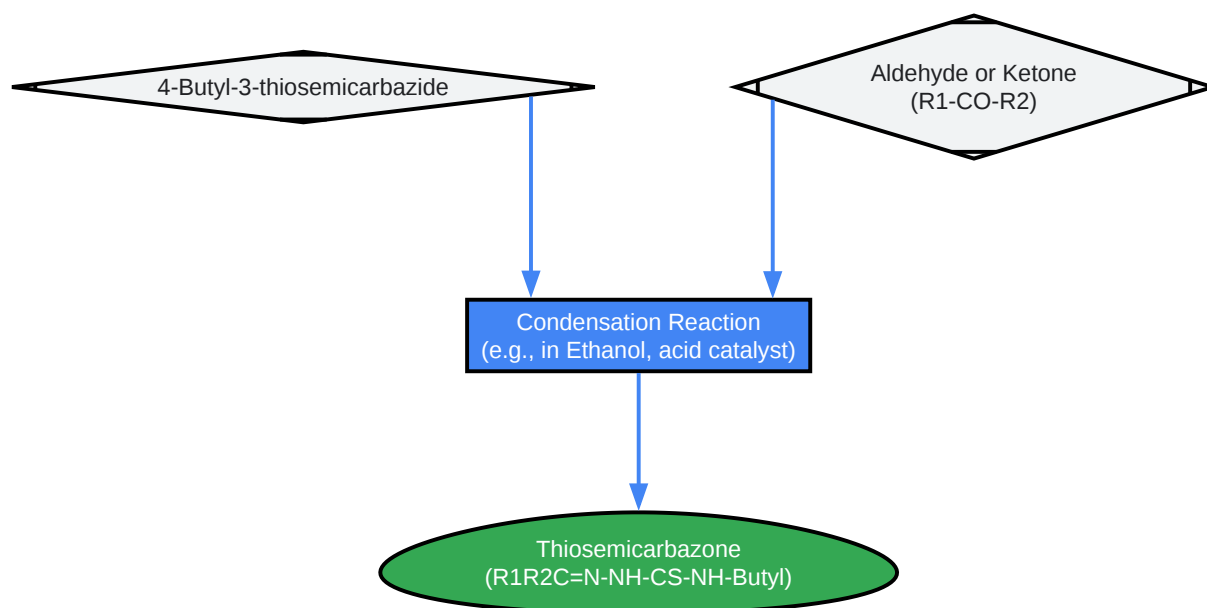 4-Butyl-3-thiosemicarbazide
Aldehyde or Ketone
(R1-CO-R2)
Condensation Reaction
(e.g., in Ethanol, acid catalyst)
Thiosemicarbazone
(R1R2C=N-NH-CS-NH-Butyl)